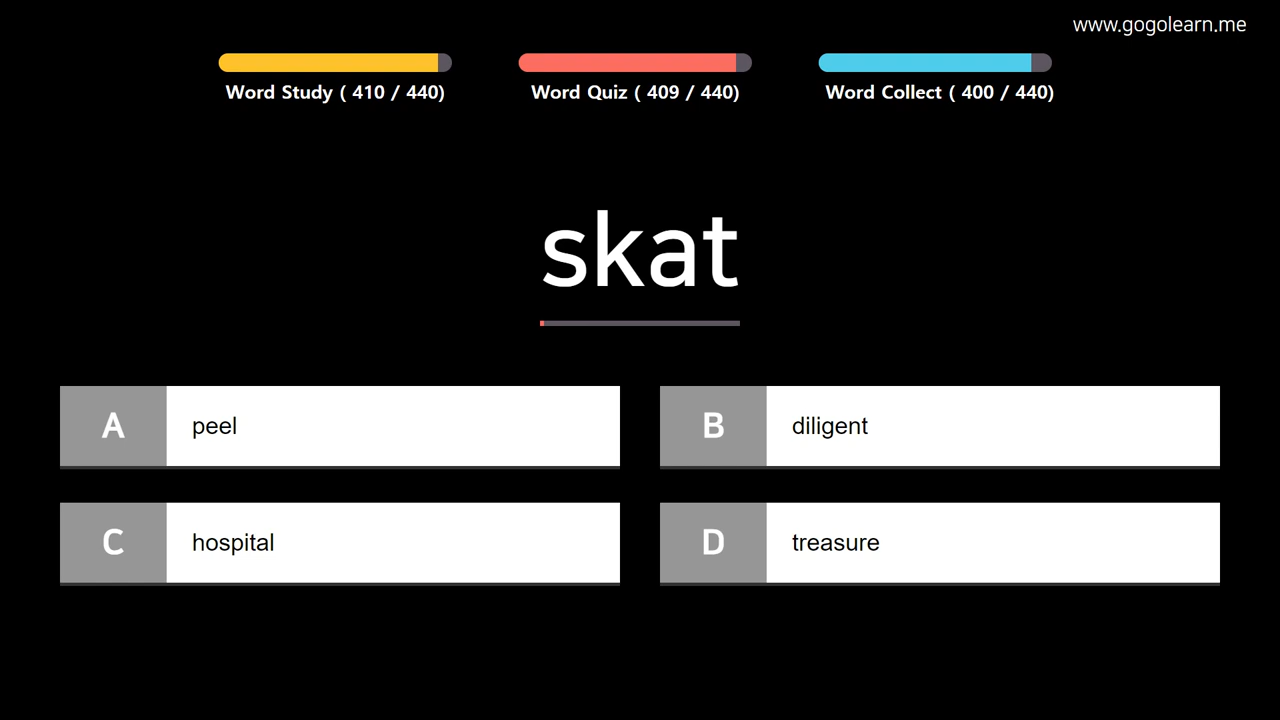 www.gogolearn.me
Word Study ( 410 / 440)
Word Quiz ( 409 / 440)
Word Collect ( 400 / 440)
skat
A peel
B diligent
C hospital
D treasure